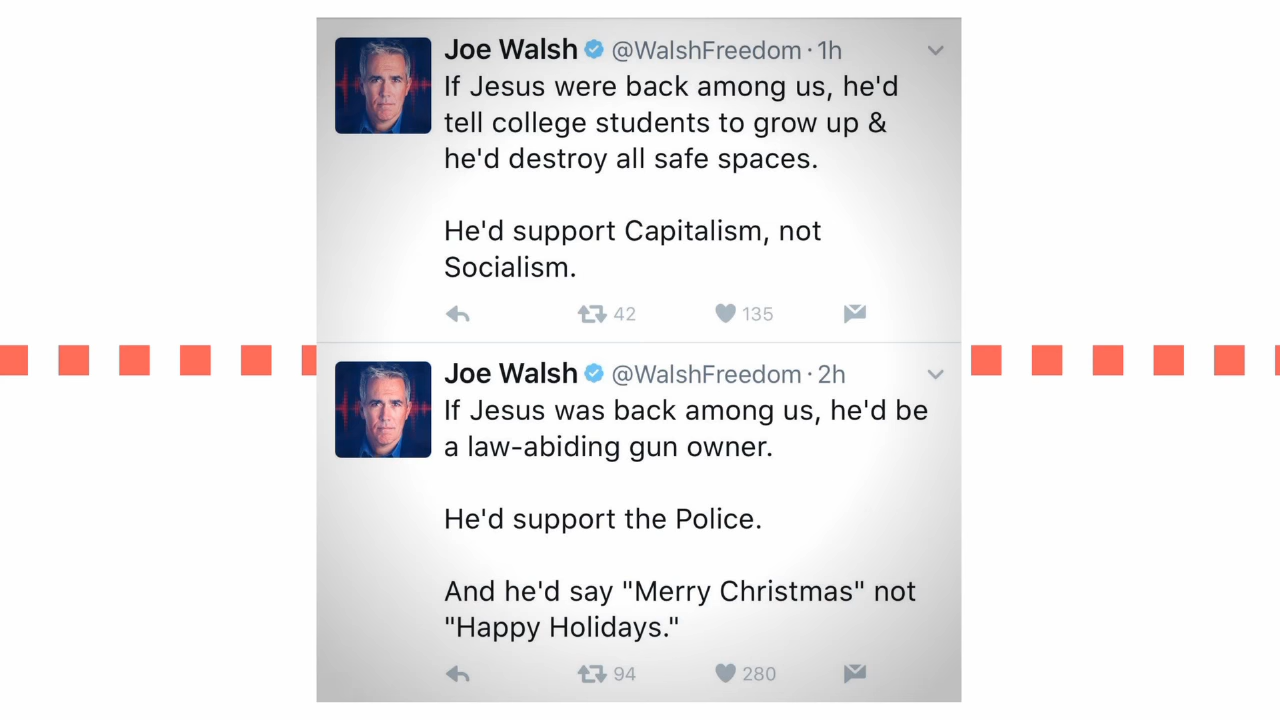 Joe Walsh @WalshFreedom · 1h
If Jesus were back among us, he'd
tell college students to grow up &
he'd destroy all safe spaces.
He'd support Capitalism, not
Socialism.
42 135
Joe Walsh @WalshFreedom · 2h
If Jesus was back among us, he'd be
a law-abiding gun owner.
He'd support the Police.
And he'd say "Merry Christmas" not
"Happy Holidays."
94 280